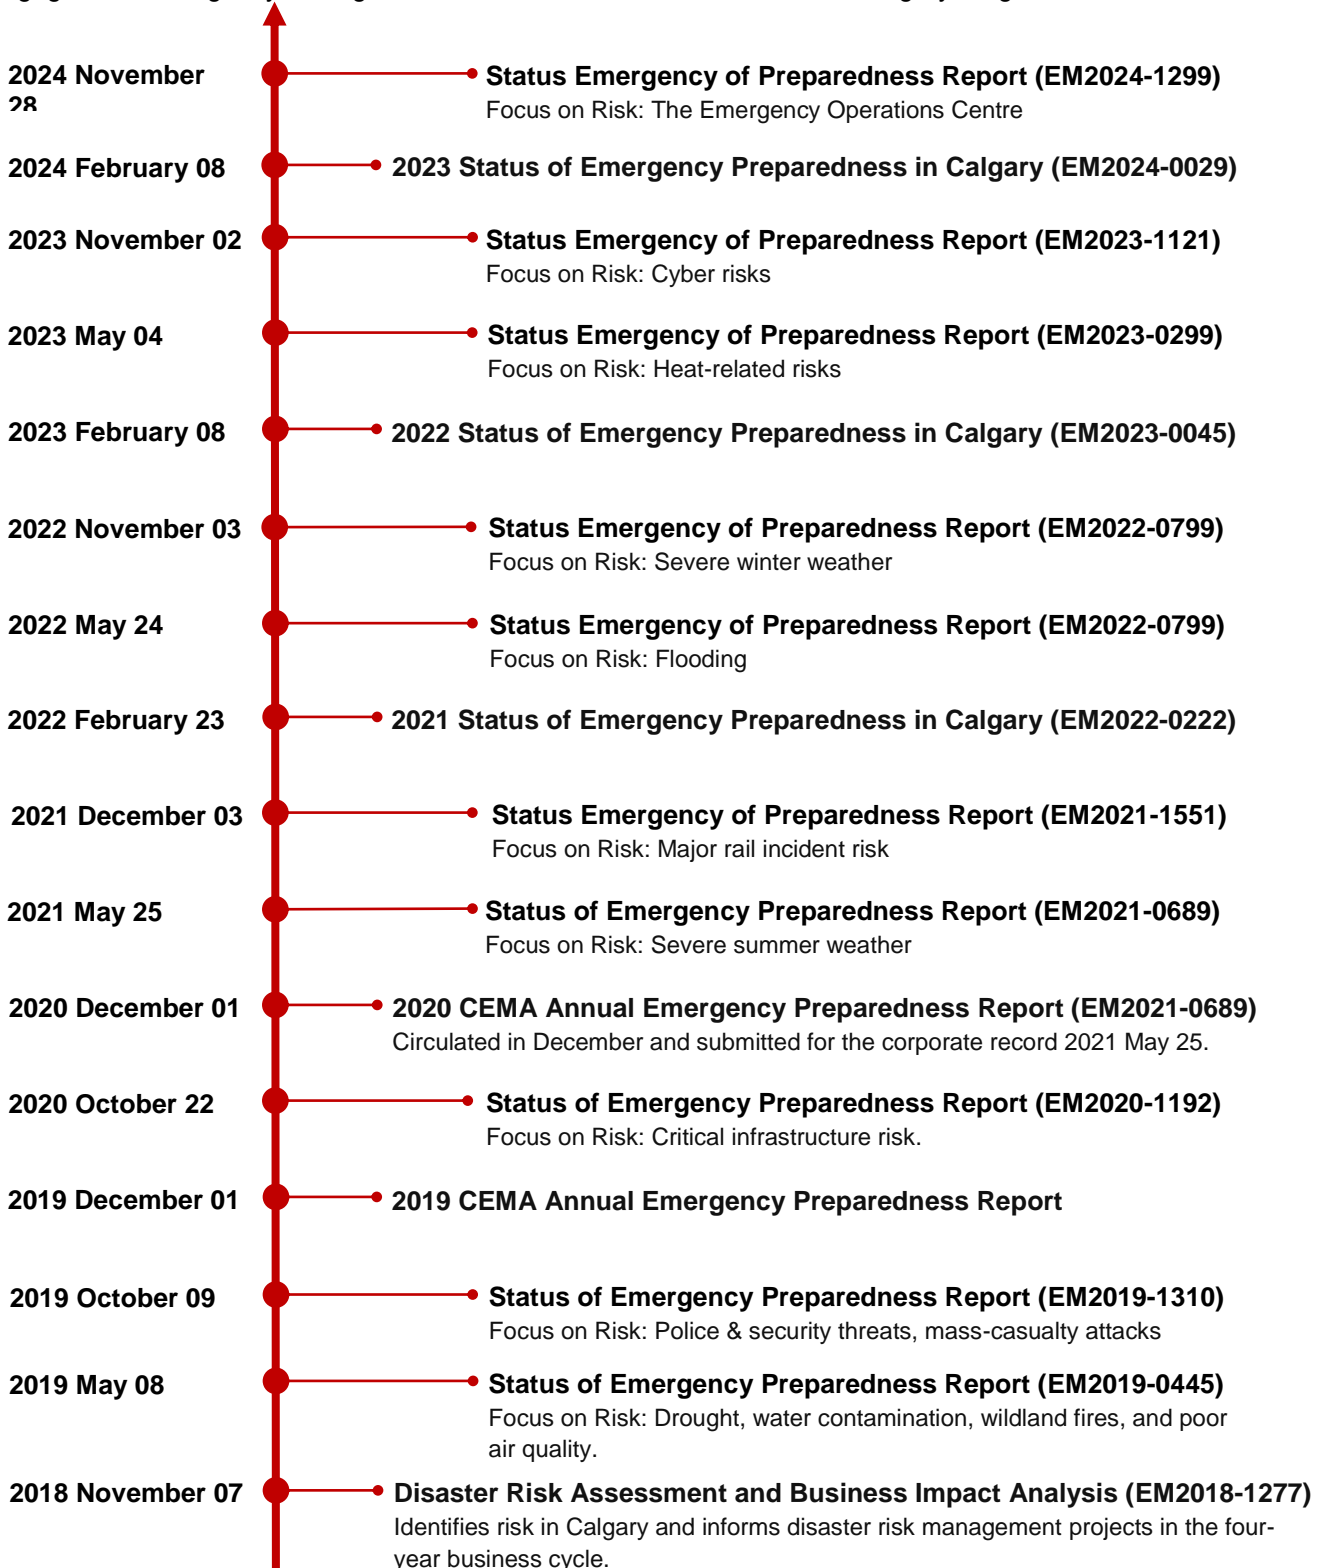 2024 November
28
Status Emergency of Preparedness Report (EM2024-1299)
Focus on Risk: The Emergency Operations Centre
2024 February 08
2023 Status of Emergency Preparedness in Calgary (EM2024-0029)
2023 November 02
Status Emergency of Preparedness Report (EM2023-1121)
Focus on Risk: Cyber risks
2023 May 04
Status Emergency of Preparedness Report (EM2023-0299)
Focus on Risk: Heat-related risks
2023 February 08
2022 Status of Emergency Preparedness in Calgary (EM2023-0045)
2022 November 03
Status Emergency of Preparedness Report (EM2022-0799)
Focus on Risk: Severe winter weather
2022 May 24
Status Emergency of Preparedness Report (EM2022-0799)
Focus on Risk: Flooding
2022 February 23
2021 Status of Emergency Preparedness in Calgary (EM2022-0222)
2021 December 03
Status Emergency of Preparedness Report (EM2021-1551)
Focus on Risk: Major rail incident risk
2021 May 25
Status of Emergency Preparedness Report (EM2021-0689)
Focus on Risk: Severe summer weather
2020 December 01
2020 CEMA Annual Emergency Preparedness Report (EM2021-0689)
Circulated in December and submitted for the corporate record 2021 May 25.
2020 October 22
Status of Emergency Preparedness Report (EM2020-1192)
Focus on Risk: Critical infrastructure risk.
2019 December 01
2019 CEMA Annual Emergency Preparedness Report
2019 October 09
Status of Emergency Preparedness Report (EM2019-1310)
Focus on Risk: Police & security threats, mass-casualty attacks
2019 May 08
Status of Emergency Preparedness Report (EM2019-0445)
Focus on Risk: Drought, water contamination, wildland fires, and poor
air quality.
2018 November 07
Disaster Risk Assessment and Business Impact Analysis (EM2018-1277)
Identifies risk in Calgary and informs disaster risk management projects in the four-
year business cycle.